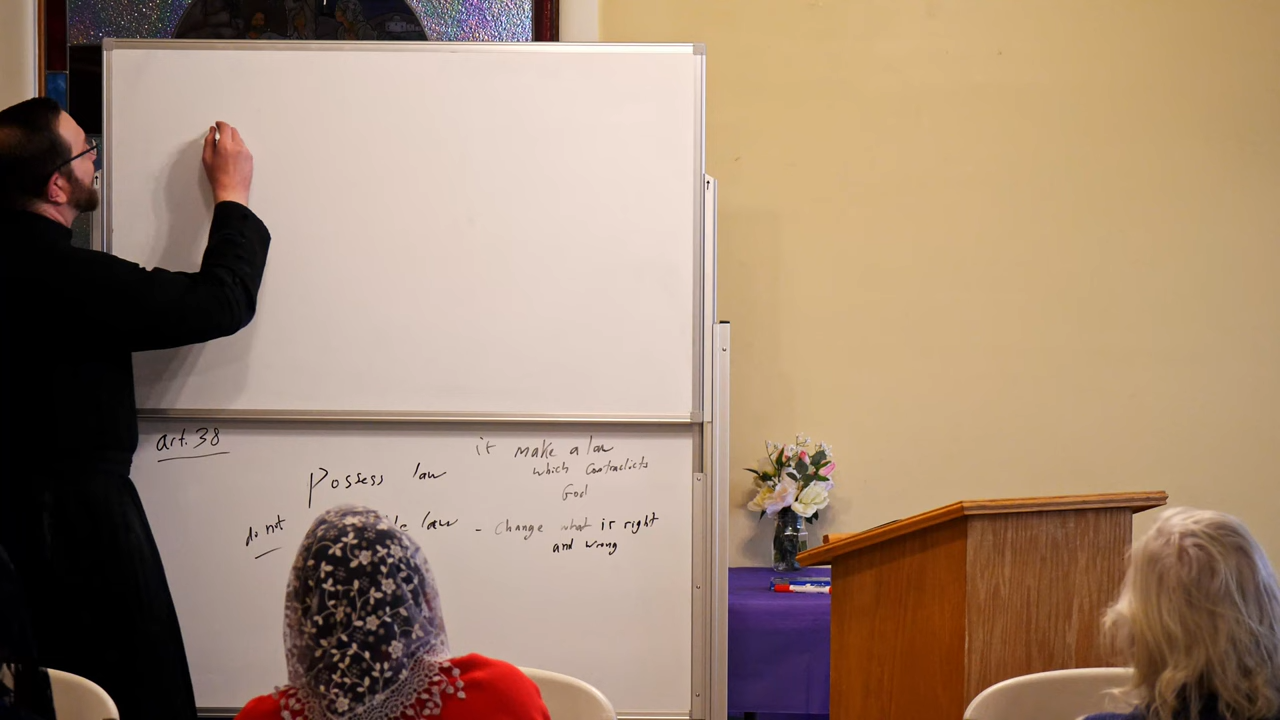 art. 38
Possess law
it make a law
which Contradicts
God
do not law - Change what is right
and wrong